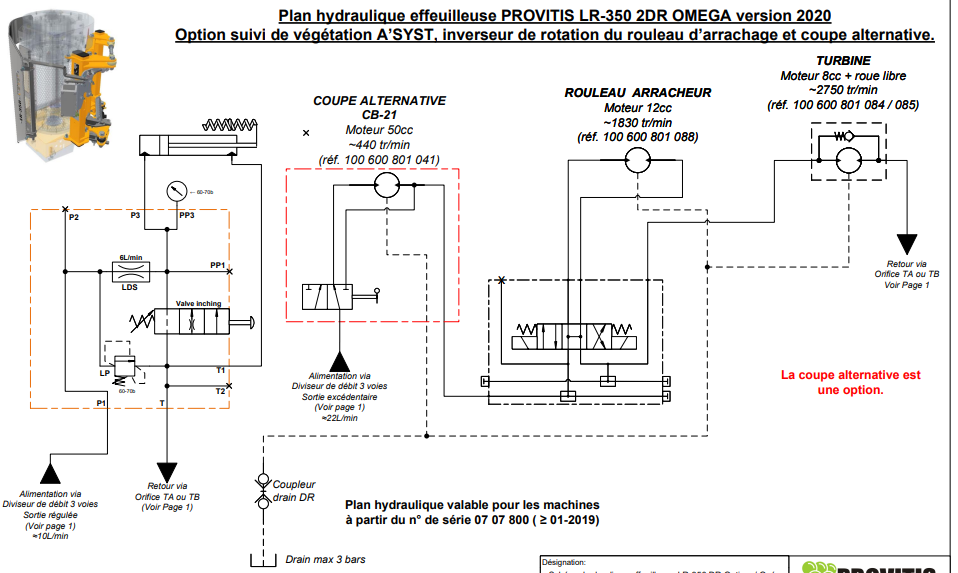 Plan hydraulique effeuilleuse PROVITIS LR-350 2DR OMEGA version 2020
Option suivi de végétation A'SYST, inverseur de rotation du rouleau d'arrachage et coupe alternative.
TURBINE
Moteur 8cc + roue libre
~2750 tr/min
(réf. 100 600 801 084 / 085)
ROULEAU ARRACHEUR
Moteur 12cc
~1830 tr/min
(réf. 100 600 801 088)
COUPE ALTERNATIVE
CB-21
Moteur 50cc
~440 tr/min
(réf. 100 600 801 041)
60-70b
P2
P3
PP3
6L/min
LDS
PP1
Valve inching
LP
60-70b
T1
T2
P1
T
Retour via
Orifice TA ou TB
Voir Page 1
Alimentation via
Diviseur de débit 3 voies
Sortie excédentaire
(Voir page 1)
≈22L/min
La coupe alternative est
une option.
Alimentation via
Diviseur de débit 3 voies
Sortie régulée
(Voir page 1)
≈10L/min
Retour via
Orifice TA ou TB
(Voir Page 1)
Coupleur
drain DR
Plan hydraulique valable pour les machines
à partir du n° de série 07 07 800 ( ≥ 01-2019)
Drain max 3 bars
Désignation:
PROVITIS